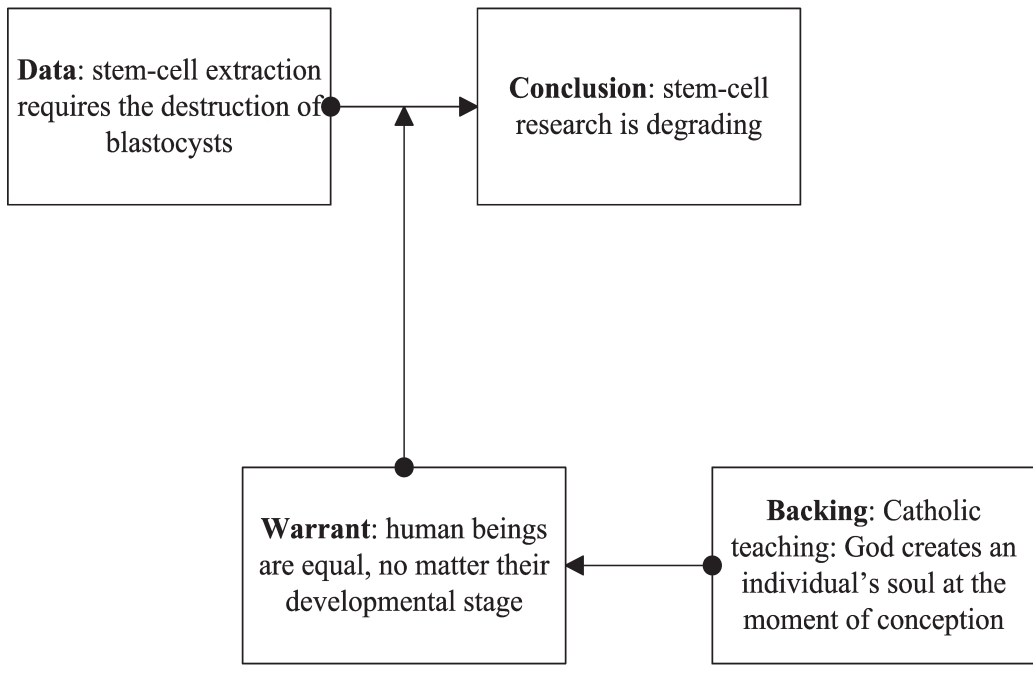 Data: stem-cell extraction
requires the destruction of
blastocysts
Conclusion: stem-cell
research is degrading
Warrant: human beings
are equal, no matter their
developmental stage
Backing: Catholic
teaching: God creates an
individual’s soul at the
moment of conception